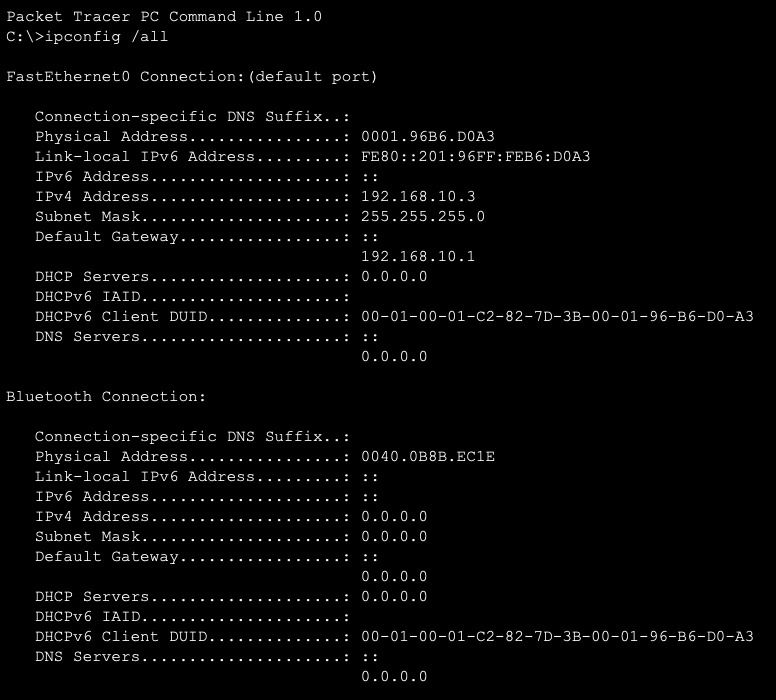 Packet Tracer PC Command Line 1.0
C:\>ipconfig /all
FastEthernet0 Connection:(default port)
Connection-specific DNS Suffix..:
Physical Address................: 0001.96B6.D0A3
Link-local IPv6 Address.........: FE80::201:96FF:FEB6:D0A3
IPv6 Address....................: ::
IPv4 Address....................: 192.168.10.3
Subnet Mask.....................: 255.255.255.0
Default Gateway.................: ::
192.168.10.1
DHCP Servers....................: 0.0.0.0
DHCPv6 IAID.....................:
DHCPv6 Client DUID..............: 00-01-00-01-C2-82-7D-3B-00-01-96-B6-D0-A3
DNS Servers.....................: ::
0.0.0.0
Bluetooth Connection:
Connection-specific DNS Suffix..:
Physical Address................: 0040.0B8B.EC1E
Link-local IPv6 Address.........: ::
IPv6 Address....................: ::
IPv4 Address....................: 0.0.0.0
Subnet Mask.....................: 0.0.0.0
Default Gateway.................: ::
0.0.0.0
DHCP Servers....................: 0.0.0.0
DHCPv6 IAID.....................:
DHCPv6 Client DUID..............: 00-01-00-01-C2-82-7D-3B-00-01-96-B6-D0-A3
DNS Servers.....................: ::
0.0.0.0